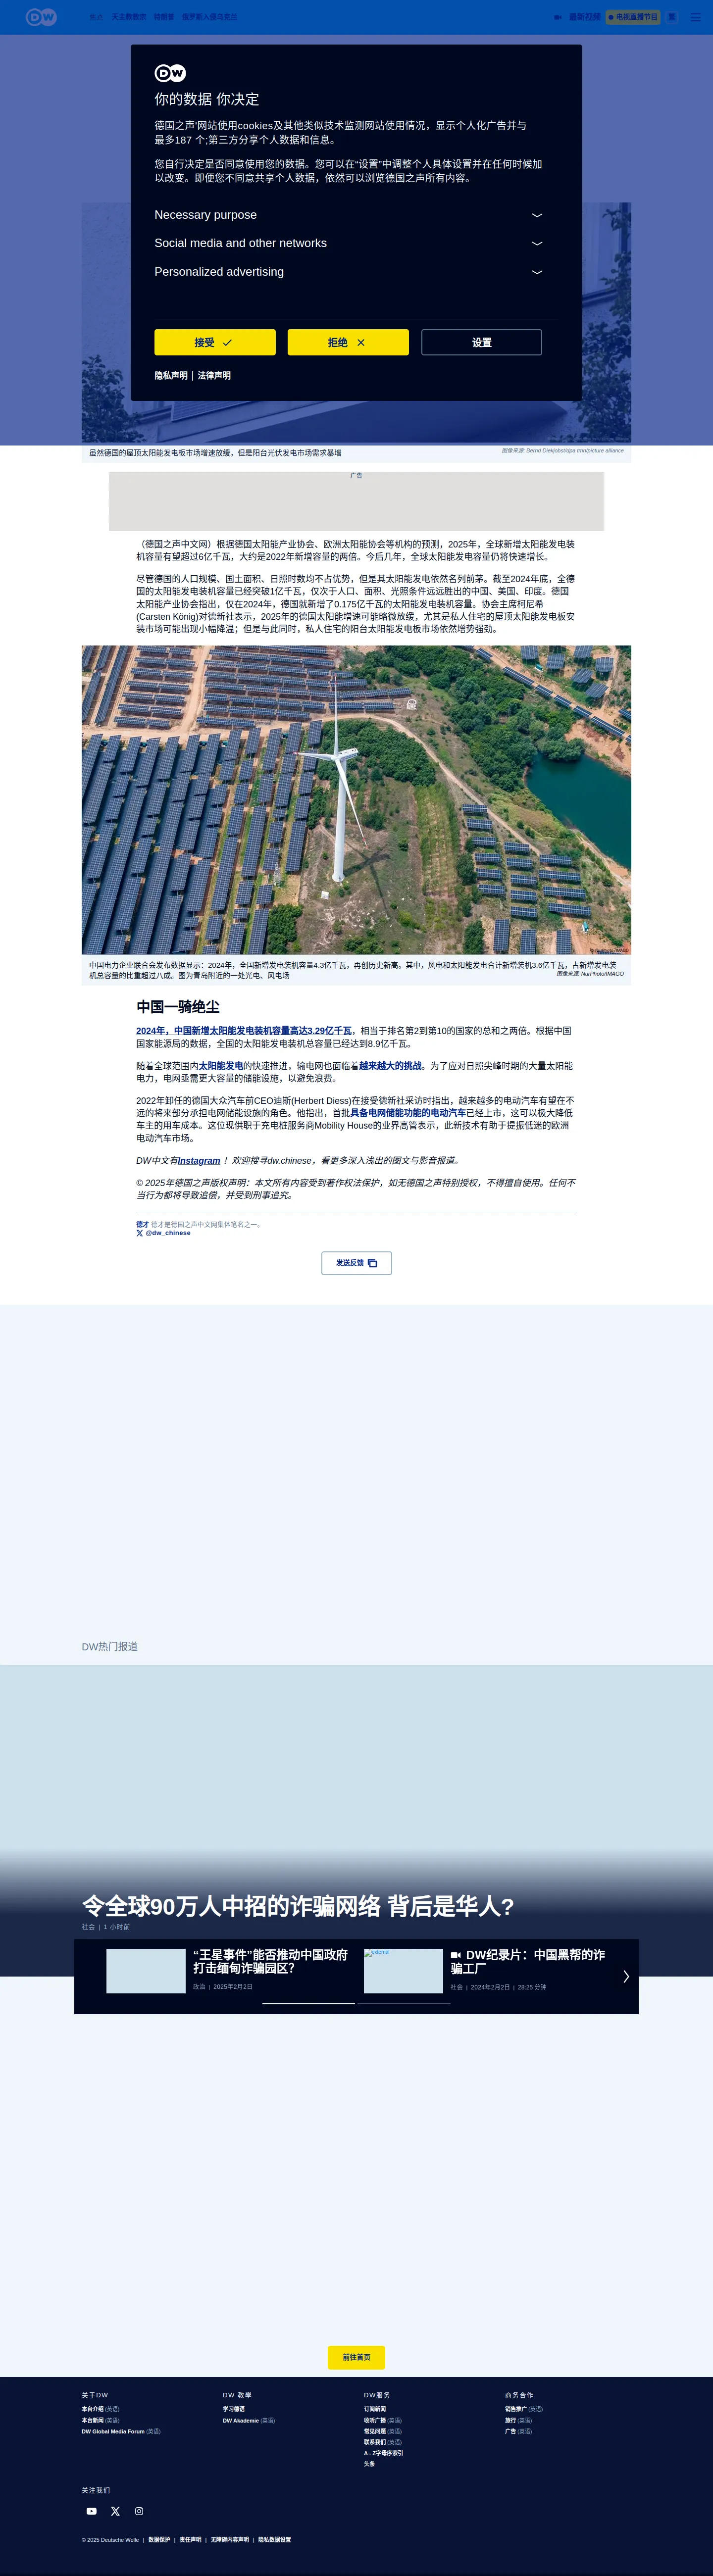 DW
焦点
天主教教宗
特朗普
俄罗斯入侵乌克兰
最新视频
电视直播节目
DW
你的数据 你决定
德国之声'网站使用cookies及其他类似技术监测网站使用情况，显示个人化广告并与
最多187 个;第三方分享个人数据和信息。
您自行决定是否同意使用您的数据。您可以在“设置”中调整个人具体设置并在任何时候加
以改变。即便您不同意共享个人数据，依然可以浏览德国之声所有内容。
Necessary purpose
Social media and other networks
Personalized advertising
接受
拒绝
设置
隐私声明 | 法律声明
虽然德国的屋顶太阳能发电板市场增速放缓，但是阳台光伏发电市场需求暴增
图像来源: Bernd Diekjobst/dpa tmn/picture alliance
广告
（德国之声中文网）根据德国太阳能产业协会、欧洲太阳能协会等机构的预测，2025年，全球新增太阳能发电装
机容量有望超过6亿千瓦，大约是2022年新增容量的两倍。今后几年，全球太阳能发电容量仍将快速增长。
尽管德国的人口规模、国土面积、日照时数均不占优势，但是其太阳能发电依然名列前茅。截至2024年底，全德
国的太阳能发电装机容量已经突破1亿千瓦，仅次于人口、面积、光照条件远远胜出的中国、美国、印度。德国
太阳能产业协会指出，仅在2024年，德国就新增了0.175亿千瓦的太阳能发电装机容量。协会主席柯尼希
(Carsten König)对德新社表示，2025年的德国太阳能增速可能略微放缓，尤其是私人住宅的屋顶太阳能发电板安
装市场可能出现小幅降温；但是与此同时，私人住宅的阳台太阳能发电板市场依然增势强劲。
中国电力企业联合会发布数据显示：2024年，全国新增发电装机容量4.3亿千瓦，再创历史新高。其中，风电和太阳能发电合计新增装机3.6亿千瓦，占新增发电装
机总容量的比重超过八成。图为青岛附近的一处光电、风电场
图像来源: NurPhoto/IMAGO
中国一骑绝尘
2024年，中国新增太阳能发电装机容量高达3.29亿千瓦，相当于排名第2到第10的国家的总和之两倍。根据中国
国家能源局的数据，全国的太阳能发电装机总容量已经达到8.9亿千瓦。
随着全球范围内太阳能发电的快速推进，输电网也面临着越来越大的挑战。为了应对日照尖峰时期的大量太阳能
电力，电网亟需更大容量的储能设施，以避免浪费。
2022年卸任的德国大众汽车前CEO迪斯(Herbert Diess)在接受德新社采访时指出，越来越多的电动汽车有望在不
远的将来部分承担电网储能设施的角色。他指出，首批具备电网储能功能的电动汽车已经上市，这可以极大降低
车主的用车成本。这位现供职于充电桩服务商Mobility House的业界高管表示，此新技术有助于提振低迷的欧洲
电动汽车市场。
DW中文有Instagram！欢迎搜寻dw.chinese，看更多深入浅出的图文与影音报道。
© 2025年德国之声版权声明：本文所有内容受到著作权法保护，如无德国之声特别授权，不得擅自使用。任何不
当行为都将导致追偿，并受到刑事追究。
德才 德才是德国之声中文网集体笔名之一。
@dw_chinese
发送反馈
DW热门报道
令全球90万人中招的诈骗网络 背后是华人?
社会 | 1 小时前
“王星事件”能否推动中国政府
打击缅甸诈骗园区？
政治 | 2025年2月2日
external
DW纪录片：中国黑帮的诈
骗工厂
社会 | 2024年2月2日 | 28:25 分钟
前往首页
关于DW
本台介绍 (英语)
本台新闻 (英语)
DW Global Media Forum (英语)
DW 教學
学习德语
DW Akademie (英语)
DW服务
订阅新闻
收听广播 (英语)
常见问题 (英语)
联系我们 (英语)
A - Z字母序索引
头条
商务合作
销售推广 (英语)
旅行 (英语)
广告 (英语)
关注我们
© 2025 Deutsche Welle | 数据保护 | 责任声明 | 无障碍内容声明 | 隐私数据设置